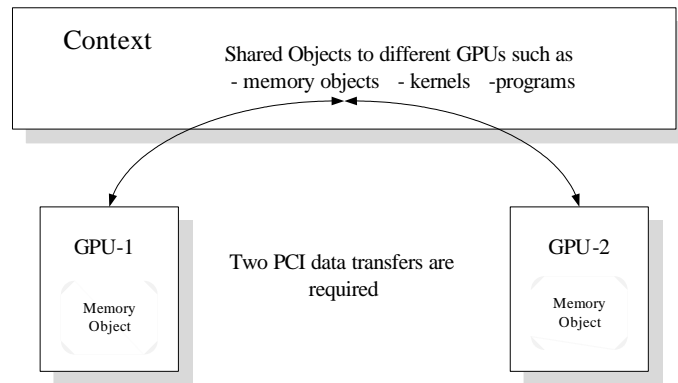 Context
Shared Objects to different GPUs such as
- memory objects - kernels -programs
GPU-1
Memory
Object
Two PCI data transfers are
required
GPU-2
Memory
Object